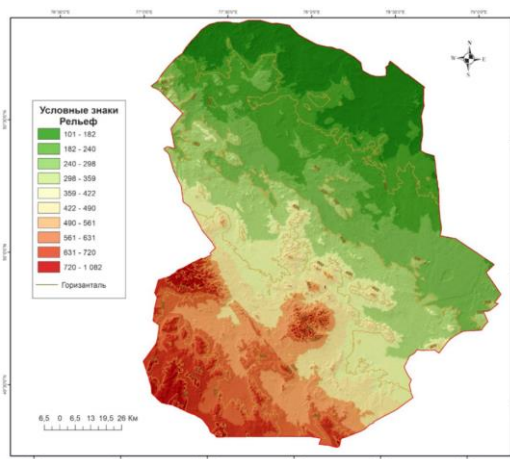 N
W E
S
Условные знаки
Рельеф
101 - 182
182 - 240
240 - 298
298 - 359
359 - 422
422 - 490
490 - 561
561 - 631
631 - 720
720 - 1 082
Горизанталь
6,5 0 6,5 13 19,5 26 Км